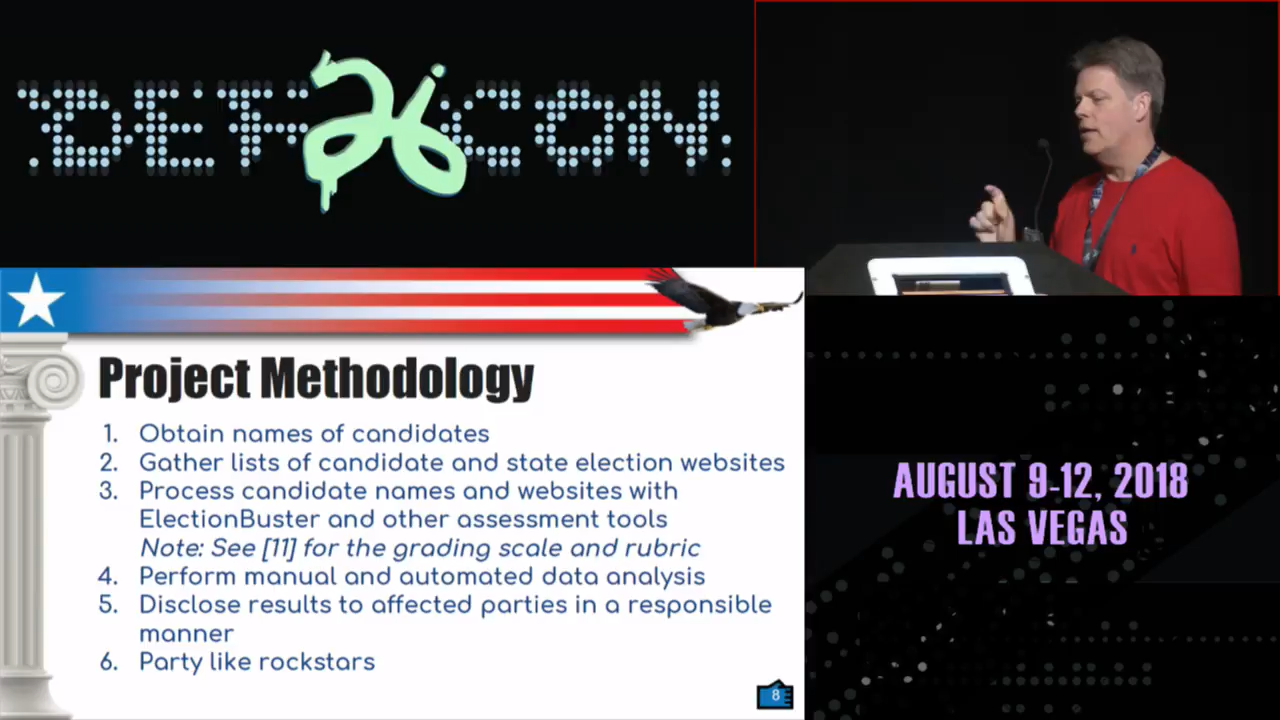 DEF CON 26
Project Methodology
1. Obtain names of candidates
2. Gather lists of candidate and state election websites
3. Process candidate names and websites with
ElectionBuster and other assessment tools
Note: See [11] for the grading scale and rubric
4. Perform manual and automated data analysis
5. Disclose results to affected parties in a responsible
manner
6. Party like rockstars
8
AUGUST 9-12, 2018
LAS VEGAS